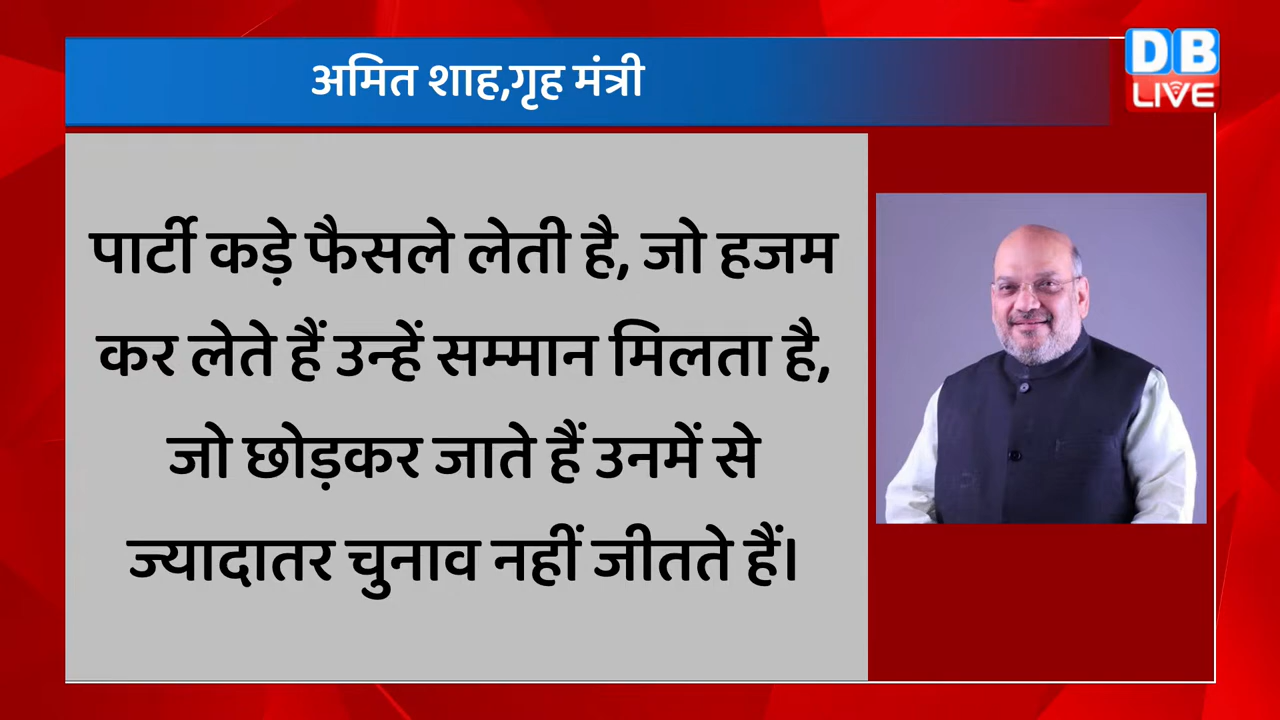 अमित शाह,गृह मंत्री
DB
LIVE
पार्टी कड़े फैसले लेती है, जो हजम
कर लेते हैं उन्हें सम्मान मिलता है,
जो छोड़कर जाते हैं उनमें से
ज्यादातर चुनाव नहीं जीतते हैं।